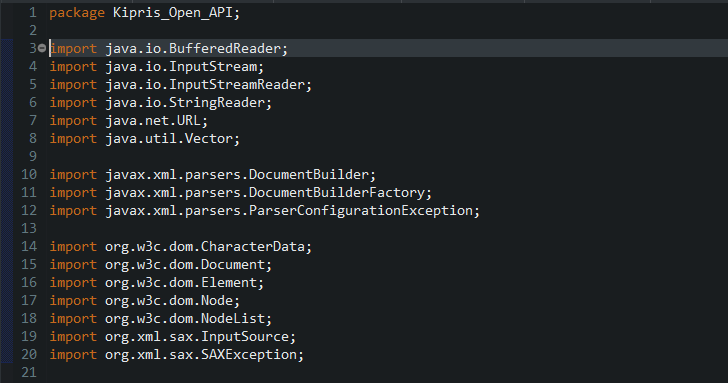 1 package Kipris_Open_API;
2
3 import java.io.BufferedReader;
4 import java.io.InputStream;
5 import java.io.InputStreamReader;
6 import java.io.StringReader;
7 import java.net.URL;
8 import java.util.Vector;
9
10 import javax.xml.parsers.DocumentBuilder;
11 import javax.xml.parsers.DocumentBuilderFactory;
12 import javax.xml.parsers.ParserConfigurationException;
13
14 import org.w3c.dom.CharacterData;
15 import org.w3c.dom.Document;
16 import org.w3c.dom.Element;
17 import org.w3c.dom.Node;
18 import org.w3c.dom.NodeList;
19 import org.xml.sax.InputSource;
20 import org.xml.sax.SAXException;
21